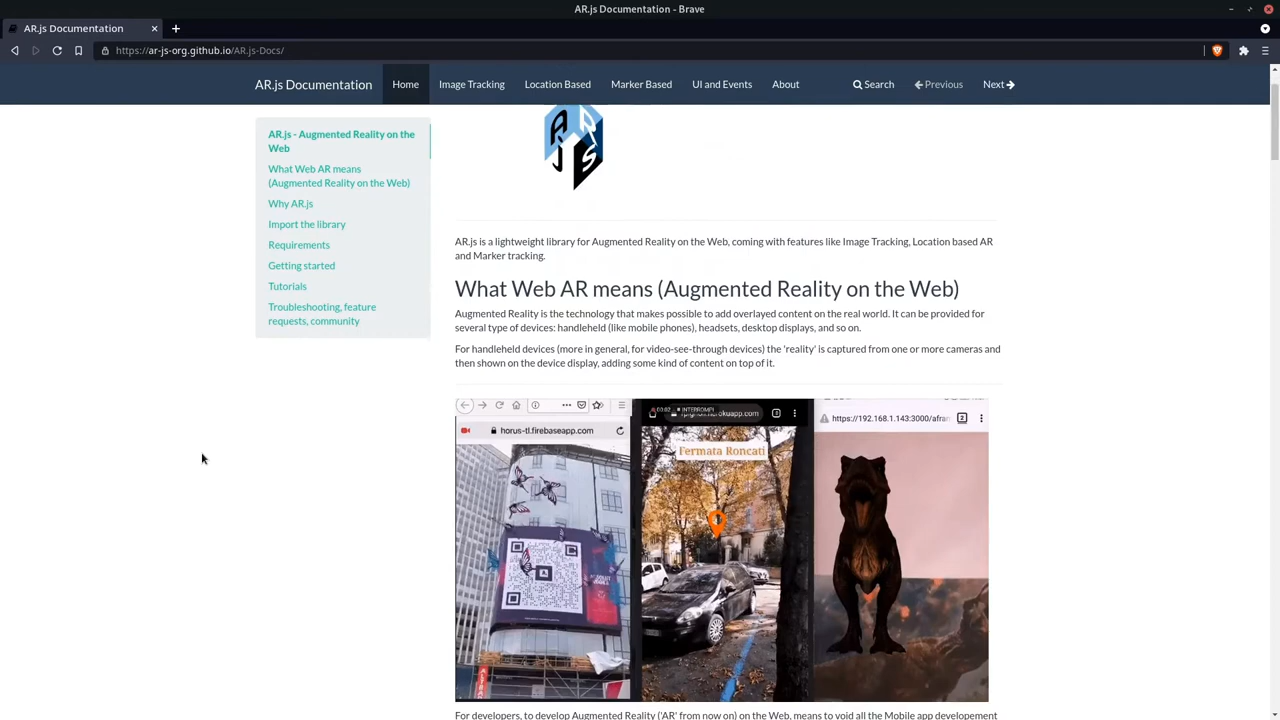 AR.js Documentation - Brave
AR.js Documentation
https://ar-js-org.github.io/AR.js-Docs/
AR.js Documentation Home Image Tracking Location Based Marker Based UI and Events About Search Previous Next
AR.js - Augmented Reality on the
Web
What Web AR means
(Augmented Reality on the Web)
Why AR.js
Import the library
Requirements
Getting started
Tutorials
Troubleshooting, feature
requests, community
A R
J S
AR.js is a lightweight library for Augmented Reality on the Web, coming with features like Image Tracking, Location based AR
and Marker tracking.
What Web AR means (Augmented Reality on the Web)
Augmented Reality is the technology that makes possible to add overlayed content on the real world. It can be provided for
several type of devices: handheld (like mobile phones), headsets, desktop displays, and so on.
For handleheld devices (more in general, for video-see-through devices) the 'reality' is captured from one or more cameras and
then shown on the device display, adding some kind of content on top of it.
horus-tl.firebaseapp.com
Fermata Roncati
https://192.168.1.143:3000/afran
2
For developers, to develop Augmented Reality ('AR' from now on) on the Web, means to void all the Mobile app developement